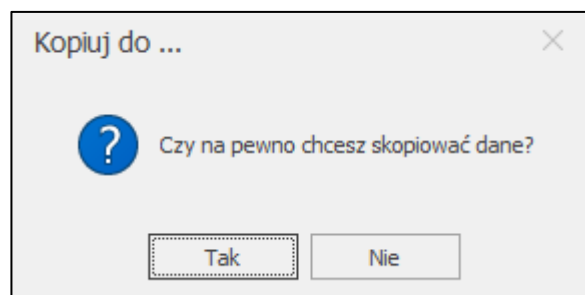 Kopiuj do ...
Czy na pewno chcesz skopiować dane?
Tak
Nie